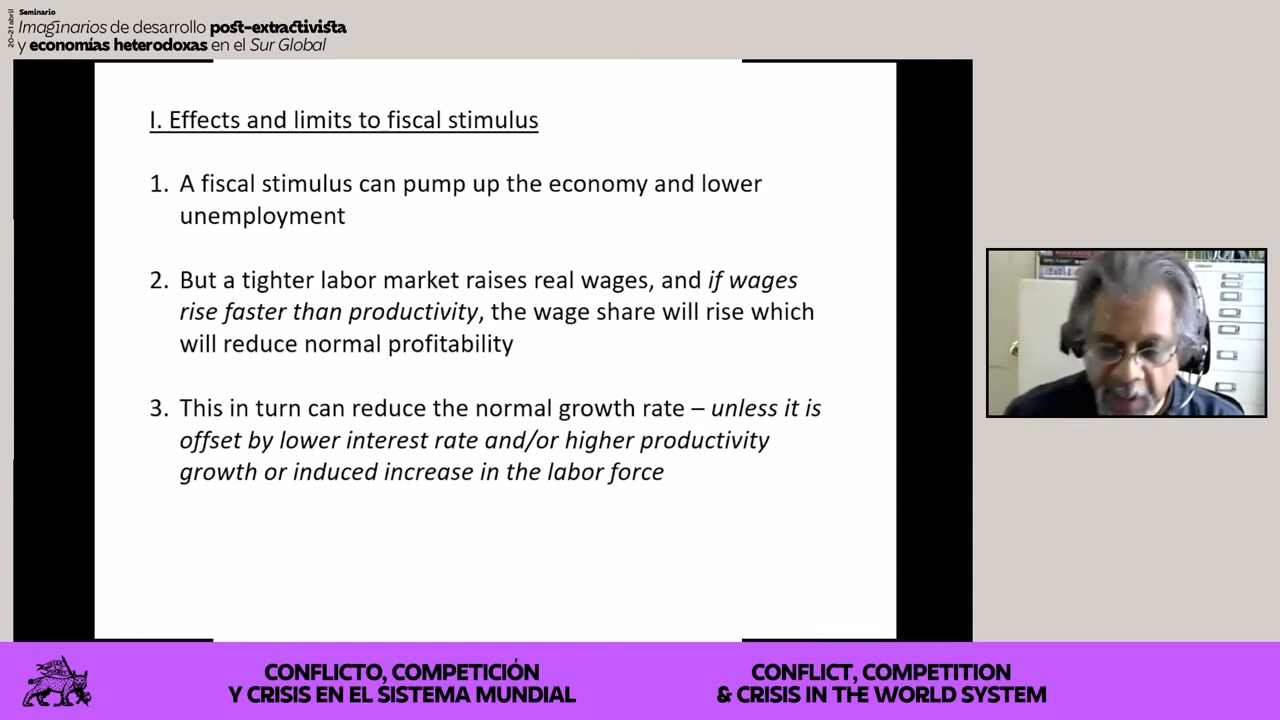 20-21 abril
Seminario
Imaginarios de desarrollo post-extractivista
y economías heterodoxas en el Sur Global
I. Effects and limits to fiscal stimulus
1. A fiscal stimulus can pump up the economy and lower
unemployment
2. But a tighter labor market raises real wages, and if wages
rise faster than productivity, the wage share will rise which
will reduce normal profitability
3. This in turn can reduce the normal growth rate – unless it is
offset by lower interest rate and/or higher productivity
growth or induced increase in the labor force
CONFLICTO, COMPETICIÓN
Y CRISIS EN EL SISTEMA MUNDIAL
CONFLICT, COMPETITION
& CRISIS IN THE WORLD SYSTEM